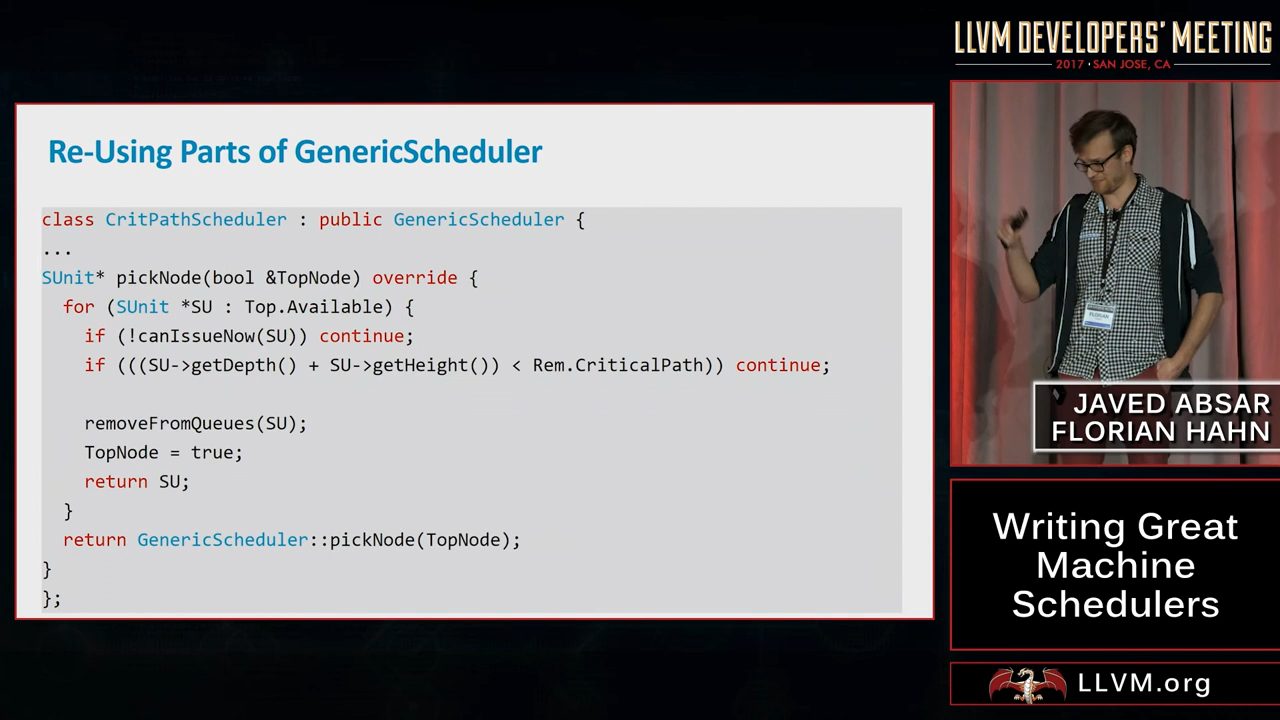 LLVM DEVELOPERS' MEETING
2017 • SAN JOSE, CA
Re-Using Parts of GenericScheduler
class CritPathScheduler : public GenericScheduler {
...
SUnit* pickNode(bool &TopNode) override {
for (SUnit *SU : Top.Available) {
if (!canIssueNow(SU)) continue;
if (((SU->getDepth() + SU->getHeight()) < Rem.CriticalPath)) continue;
removeFromQueues(SU);
TopNode = true;
return SU;
}
return GenericScheduler::pickNode(TopNode);
}
};
FLORIAN
JAVED ABSAR
FLORIAN HAHN
Writing Great
Machine
Schedulers
LLVM.org